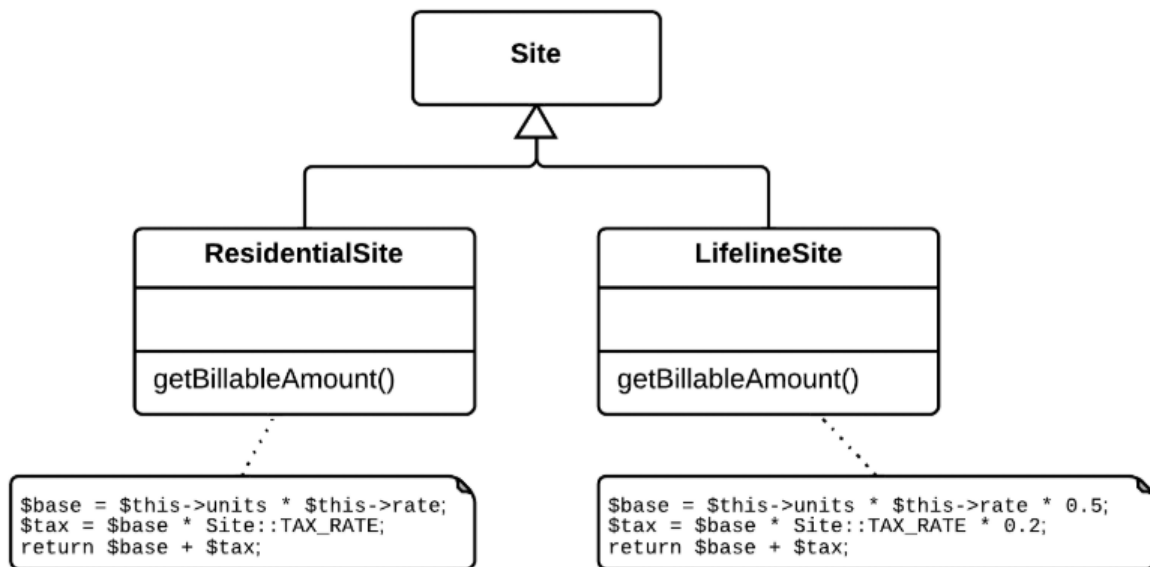 Site
ResidentialSite
getBillableAmount()
$base = $this->units * $this->rate;
$tax = $base * Site::TAX_RATE;
return $base + $tax;
LifelineSite
getBillableAmount()
$base = $this->units * $this->rate * 0.5;
$tax = $base * Site::TAX_RATE * 0.2;
return $base + $tax;